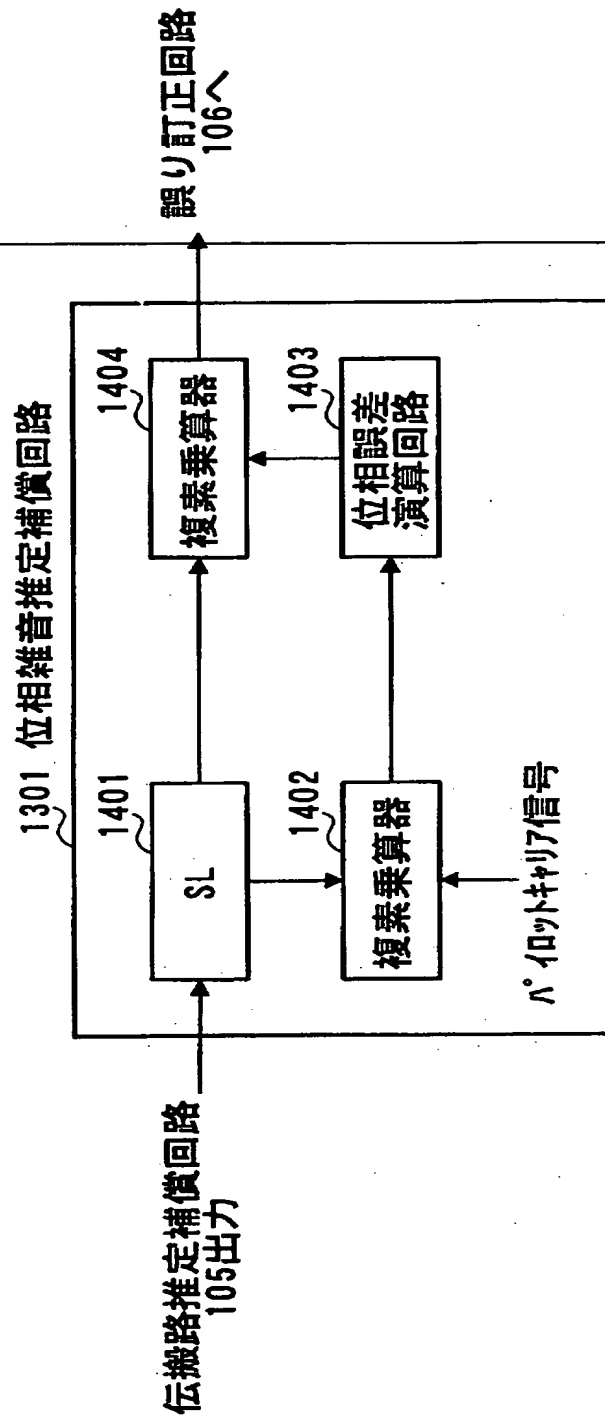 1301 位相雑音推定補償回路
伝搬路推定補償回路
105出力
1401
SL
1404
複素乗算器
誤り訂正回路
106へ
1402
複素乗算器
1403
位相誤差
演算回路
パイロットキャリア信号